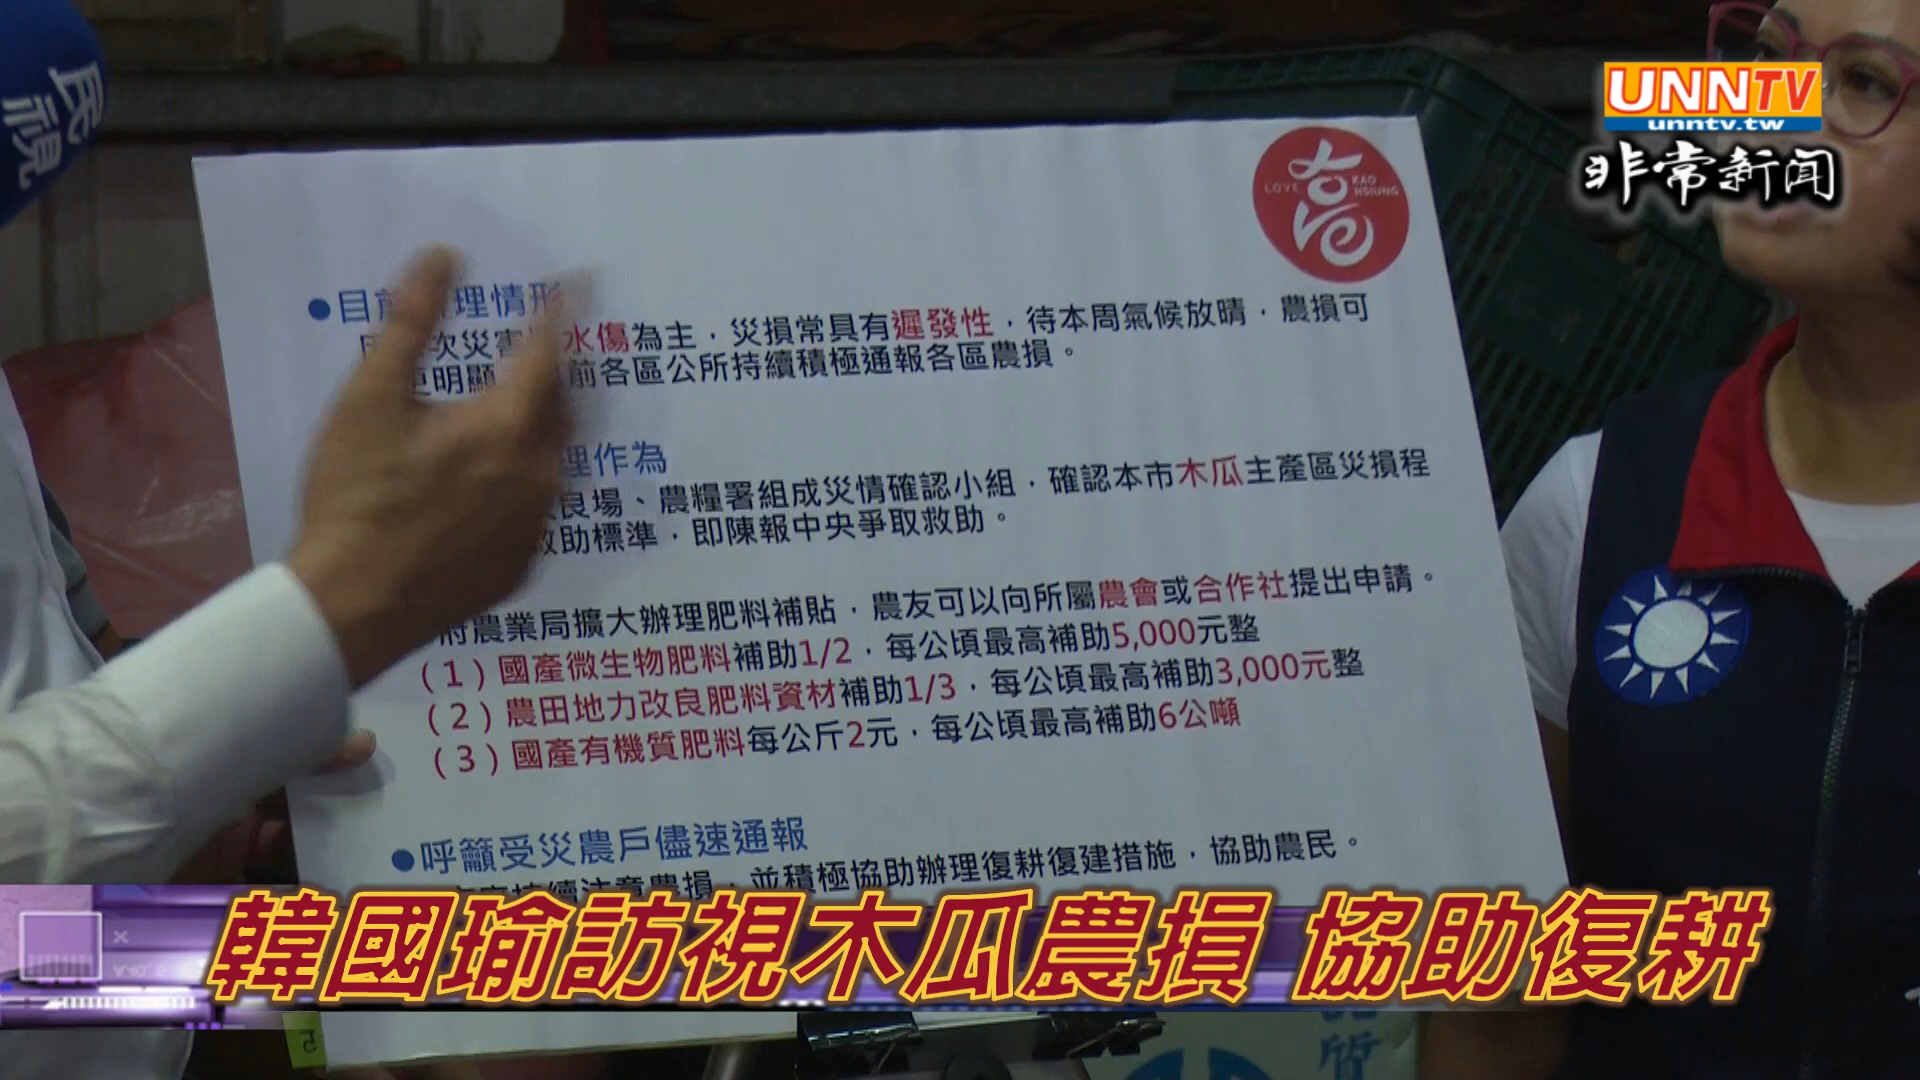 民視
UNNTV
unntv.tw
非常新闻
LOVE KAO HSIUNG
●目前 理情形
次災害 水傷為主，災損常具有遲發性，待本周氣候放晴，農損可
更明顯 前各區公所持續積極通報各區農損。
理作為
良場、農糧署組成災情確認小組，確認本市木瓜主產區災損程
救助標準，即陳報中央爭取救助。
府農業局擴大辦理肥料補貼，農友可以向所屬農會或合作社提出申請。
(1)國產微生物肥料補助1/2，每公頃最高補助5,000元整
(2)農田地力改良肥料資材補助1/3，每公頃最高補助3,000元整
(3)國產有機質肥料每公斤2元，每公頃最高補助6公噸
●呼籲受災農戶儘速通報
持續注意農損，並積極協助辦理復耕復建措施，協助農民。
韓國瑜訪視木瓜農損 協助復耕
5
質